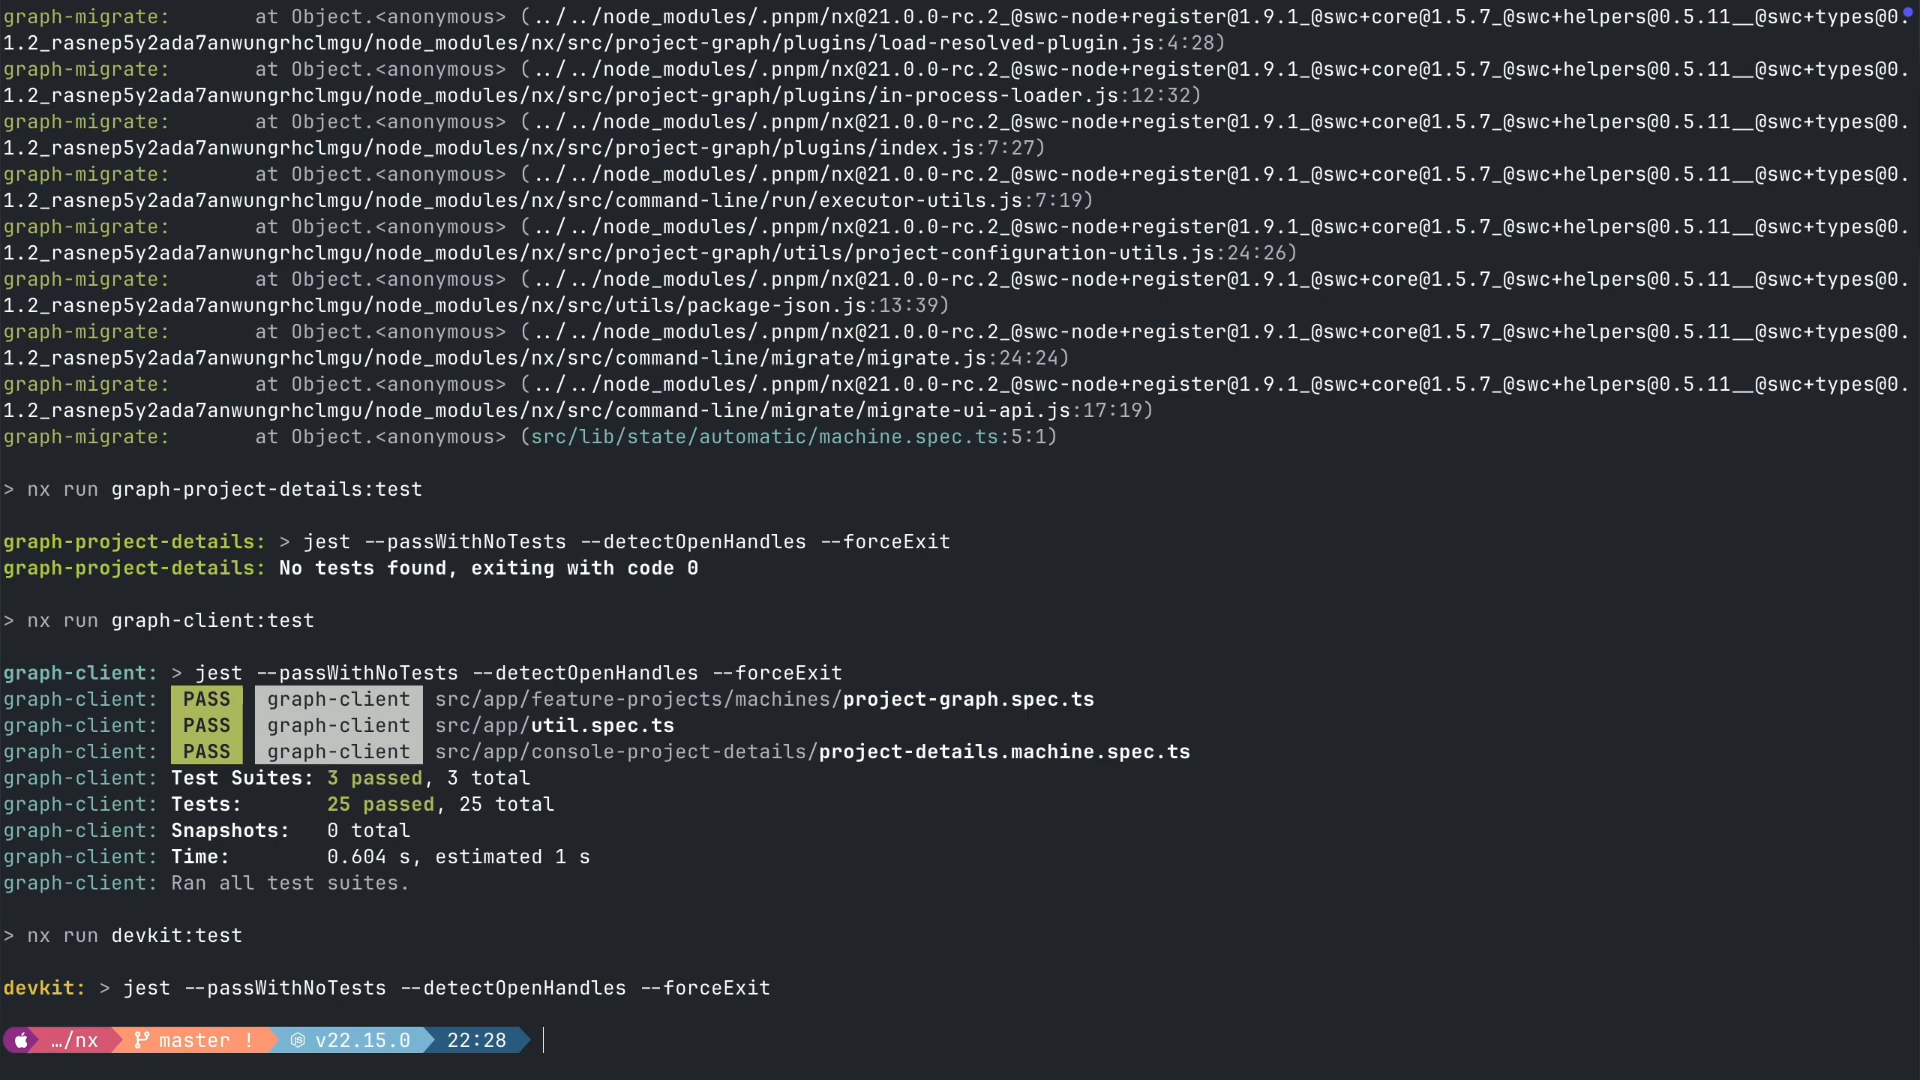 graph-migrate:       at Object.<anonymous> (../../node_modules/.pnpm/nx@21.0.0-rc.2_@swc-node+register@1.9.1_@swc+core@1.5.7_@swc+helpers@0.5.11__@swc+types@0.
1.2_rasnep5y2ada7anwungrhclmgu/node_modules/nx/src/project-graph/plugins/load-resolved-plugin.js:4:28)
graph-migrate:       at Object.<anonymous> (../../node_modules/.pnpm/nx@21.0.0-rc.2_@swc-node+register@1.9.1_@swc+core@1.5.7_@swc+helpers@0.5.11__@swc+types@0.
1.2_rasnep5y2ada7anwungrhclmgu/node_modules/nx/src/project-graph/plugins/in-process-loader.js:12:32)
graph-migrate:       at Object.<anonymous> (../../node_modules/.pnpm/nx@21.0.0-rc.2_@swc-node+register@1.9.1_@swc+core@1.5.7_@swc+helpers@0.5.11__@swc+types@0.
1.2_rasnep5y2ada7anwungrhclmgu/node_modules/nx/src/project-graph/plugins/index.js:7:27)
graph-migrate:       at Object.<anonymous> (../../node_modules/.pnpm/nx@21.0.0-rc.2_@swc-node+register@1.9.1_@swc+core@1.5.7_@swc+helpers@0.5.11__@swc+types@0.
1.2_rasnep5y2ada7anwungrhclmgu/node_modules/nx/src/command-line/run/executor-utils.js:7:19)
graph-migrate:       at Object.<anonymous> (../../node_modules/.pnpm/nx@21.0.0-rc.2_@swc-node+register@1.9.1_@swc+core@1.5.7_@swc+helpers@0.5.11__@swc+types@0.
1.2_rasnep5y2ada7anwungrhclmgu/node_modules/nx/src/project-graph/utils/project-configuration-utils.js:24:26)
graph-migrate:       at Object.<anonymous> (../../node_modules/.pnpm/nx@21.0.0-rc.2_@swc-node+register@1.9.1_@swc+core@1.5.7_@swc+helpers@0.5.11__@swc+types@0.
1.2_rasnep5y2ada7anwungrhclmgu/node_modules/nx/src/utils/package-json.js:13:39)
graph-migrate:       at Object.<anonymous> (../../node_modules/.pnpm/nx@21.0.0-rc.2_@swc-node+register@1.9.1_@swc+core@1.5.7_@swc+helpers@0.5.11__@swc+types@0.
1.2_rasnep5y2ada7anwungrhclmgu/node_modules/nx/src/command-line/migrate/migrate.js:24:24)
graph-migrate:       at Object.<anonymous> (../../node_modules/.pnpm/nx@21.0.0-rc.2_@swc-node+register@1.9.1_@swc+core@1.5.7_@swc+helpers@0.5.11__@swc+types@0.
1.2_rasnep5y2ada7anwungrhclmgu/node_modules/nx/src/command-line/migrate/migrate-ui-api.js:17:19)
graph-migrate:       at Object.<anonymous> (src/lib/state/automatic/machine.spec.ts:5:1)
> nx run graph-project-details:test
graph-project-details: > jest --passWithNoTests --detectOpenHandles --forceExit
graph-project-details: No tests found, exiting with code 0
> nx run graph-client:test
graph-client: > jest --passWithNoTests --detectOpenHandles --forceExit
graph-client: PASS graph-client src/app/feature-projects/machines/project-graph.spec.ts
graph-client: PASS graph-client src/app/util.spec.ts
graph-client: PASS graph-client src/app/console-project-details/project-details.machine.spec.ts
graph-client: Test Suites: 3 passed, 3 total
graph-client: Tests:       25 passed, 25 total
graph-client: Snapshots:   0 total
graph-client: Time:        0.604 s, estimated 1 s
graph-client: Ran all test suites.
> nx run devkit:test
devkit: > jest --passWithNoTests --detectOpenHandles --forceExit
…/nx master ! v22.15.0 22:28